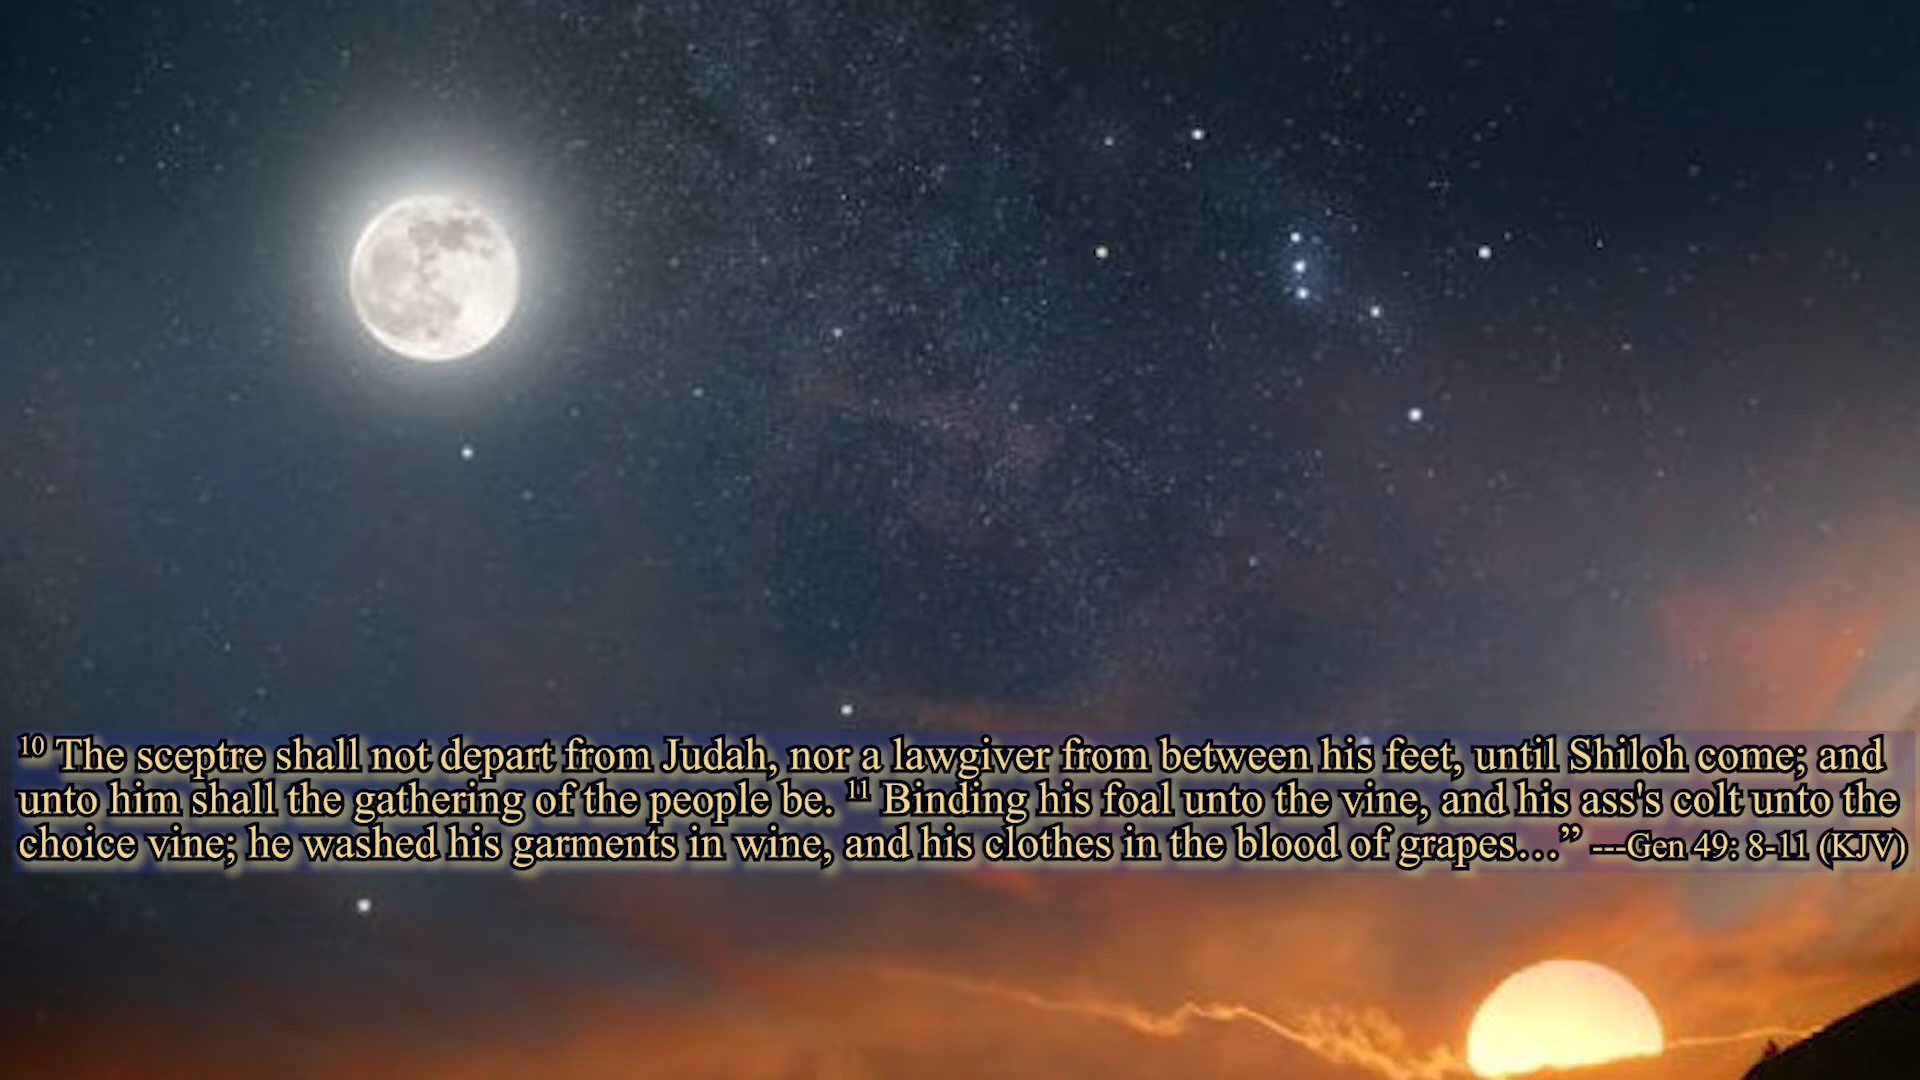 10 The sceptre shall not depart from Judah, nor a lawgiver from between his feet, until Shiloh come; and
unto him shall the gathering of the people be. 11 Binding his foal unto the vine, and his ass's colt unto the
choice vine; he washed his garments in wine, and his clothes in the blood of grapes…” ---Gen 49: 8-11 (KJV)